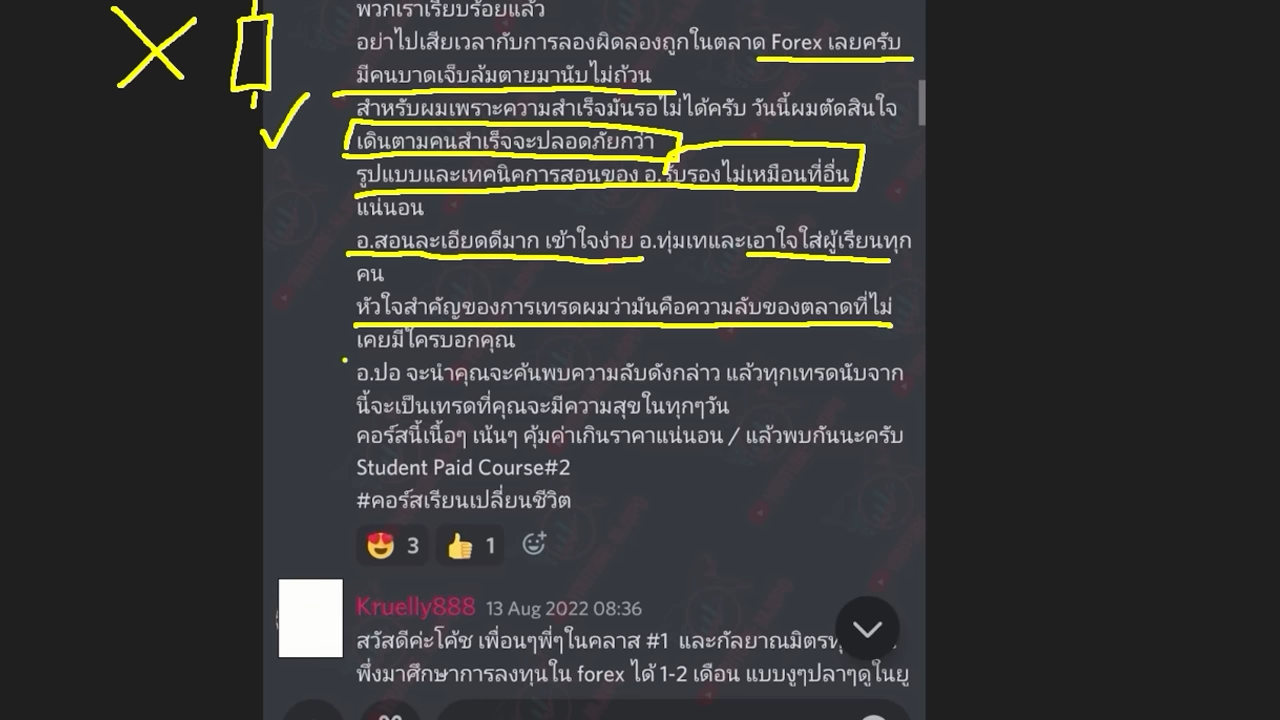 พวกเราเรียบร้อยแล้ว
อย่าไปเสียเวลากับการลองผิดลองถูกในตลาด Forex เลยครับ
มีคนบาดเจ็บล้มตายมานับไม่ถ้วน
สำหรับผมเพราะความสำเร็จมันรอไม่ได้ครับ วันนี้ผมตัดสินใจ
เดินตามคนสำเร็จจะปลอดภัยกว่า
รูปแบบและเทคนิคการสอนของ อ.รับรองไม่เหมือนที่อื่น
แน่นอน
อ.สอนละเอียดดีมาก เข้าใจง่าย อ.ทุ่มเทและเอาใจใส่ผู้เรียนทุก
คน
หัวใจสำคัญของการเทรดผมว่ามันคือความลับของตลาดที่ไม่
เคยมีใครบอกคุณ
อ.ปอ จะนำคุณจะค้นพบความลับดังกล่าว แล้วทุกเทรดนับจาก
นี้จะเป็นเทรดที่คุณจะมีความสุขในทุกๆวัน
คอร์สนี้เนื้อๆ เน้นๆ คุ้มค่าเกินราคาแน่นอน / แล้วพบกันนะครับ
Student Paid Course#2
#คอร์สเรียนเปลี่ยนชีวิต
3 1
Kruelly888 13 Aug 2022 08:36
สวัสดีค่ะโค้ช เพื่อนๆพี่ๆในคลาส #1 และกัลยาณมิตร
พึ่งมาศึกษาการลงทุนใน forex ได้ 1-2 เดือน แบบงูๆปลาๆดูในยู